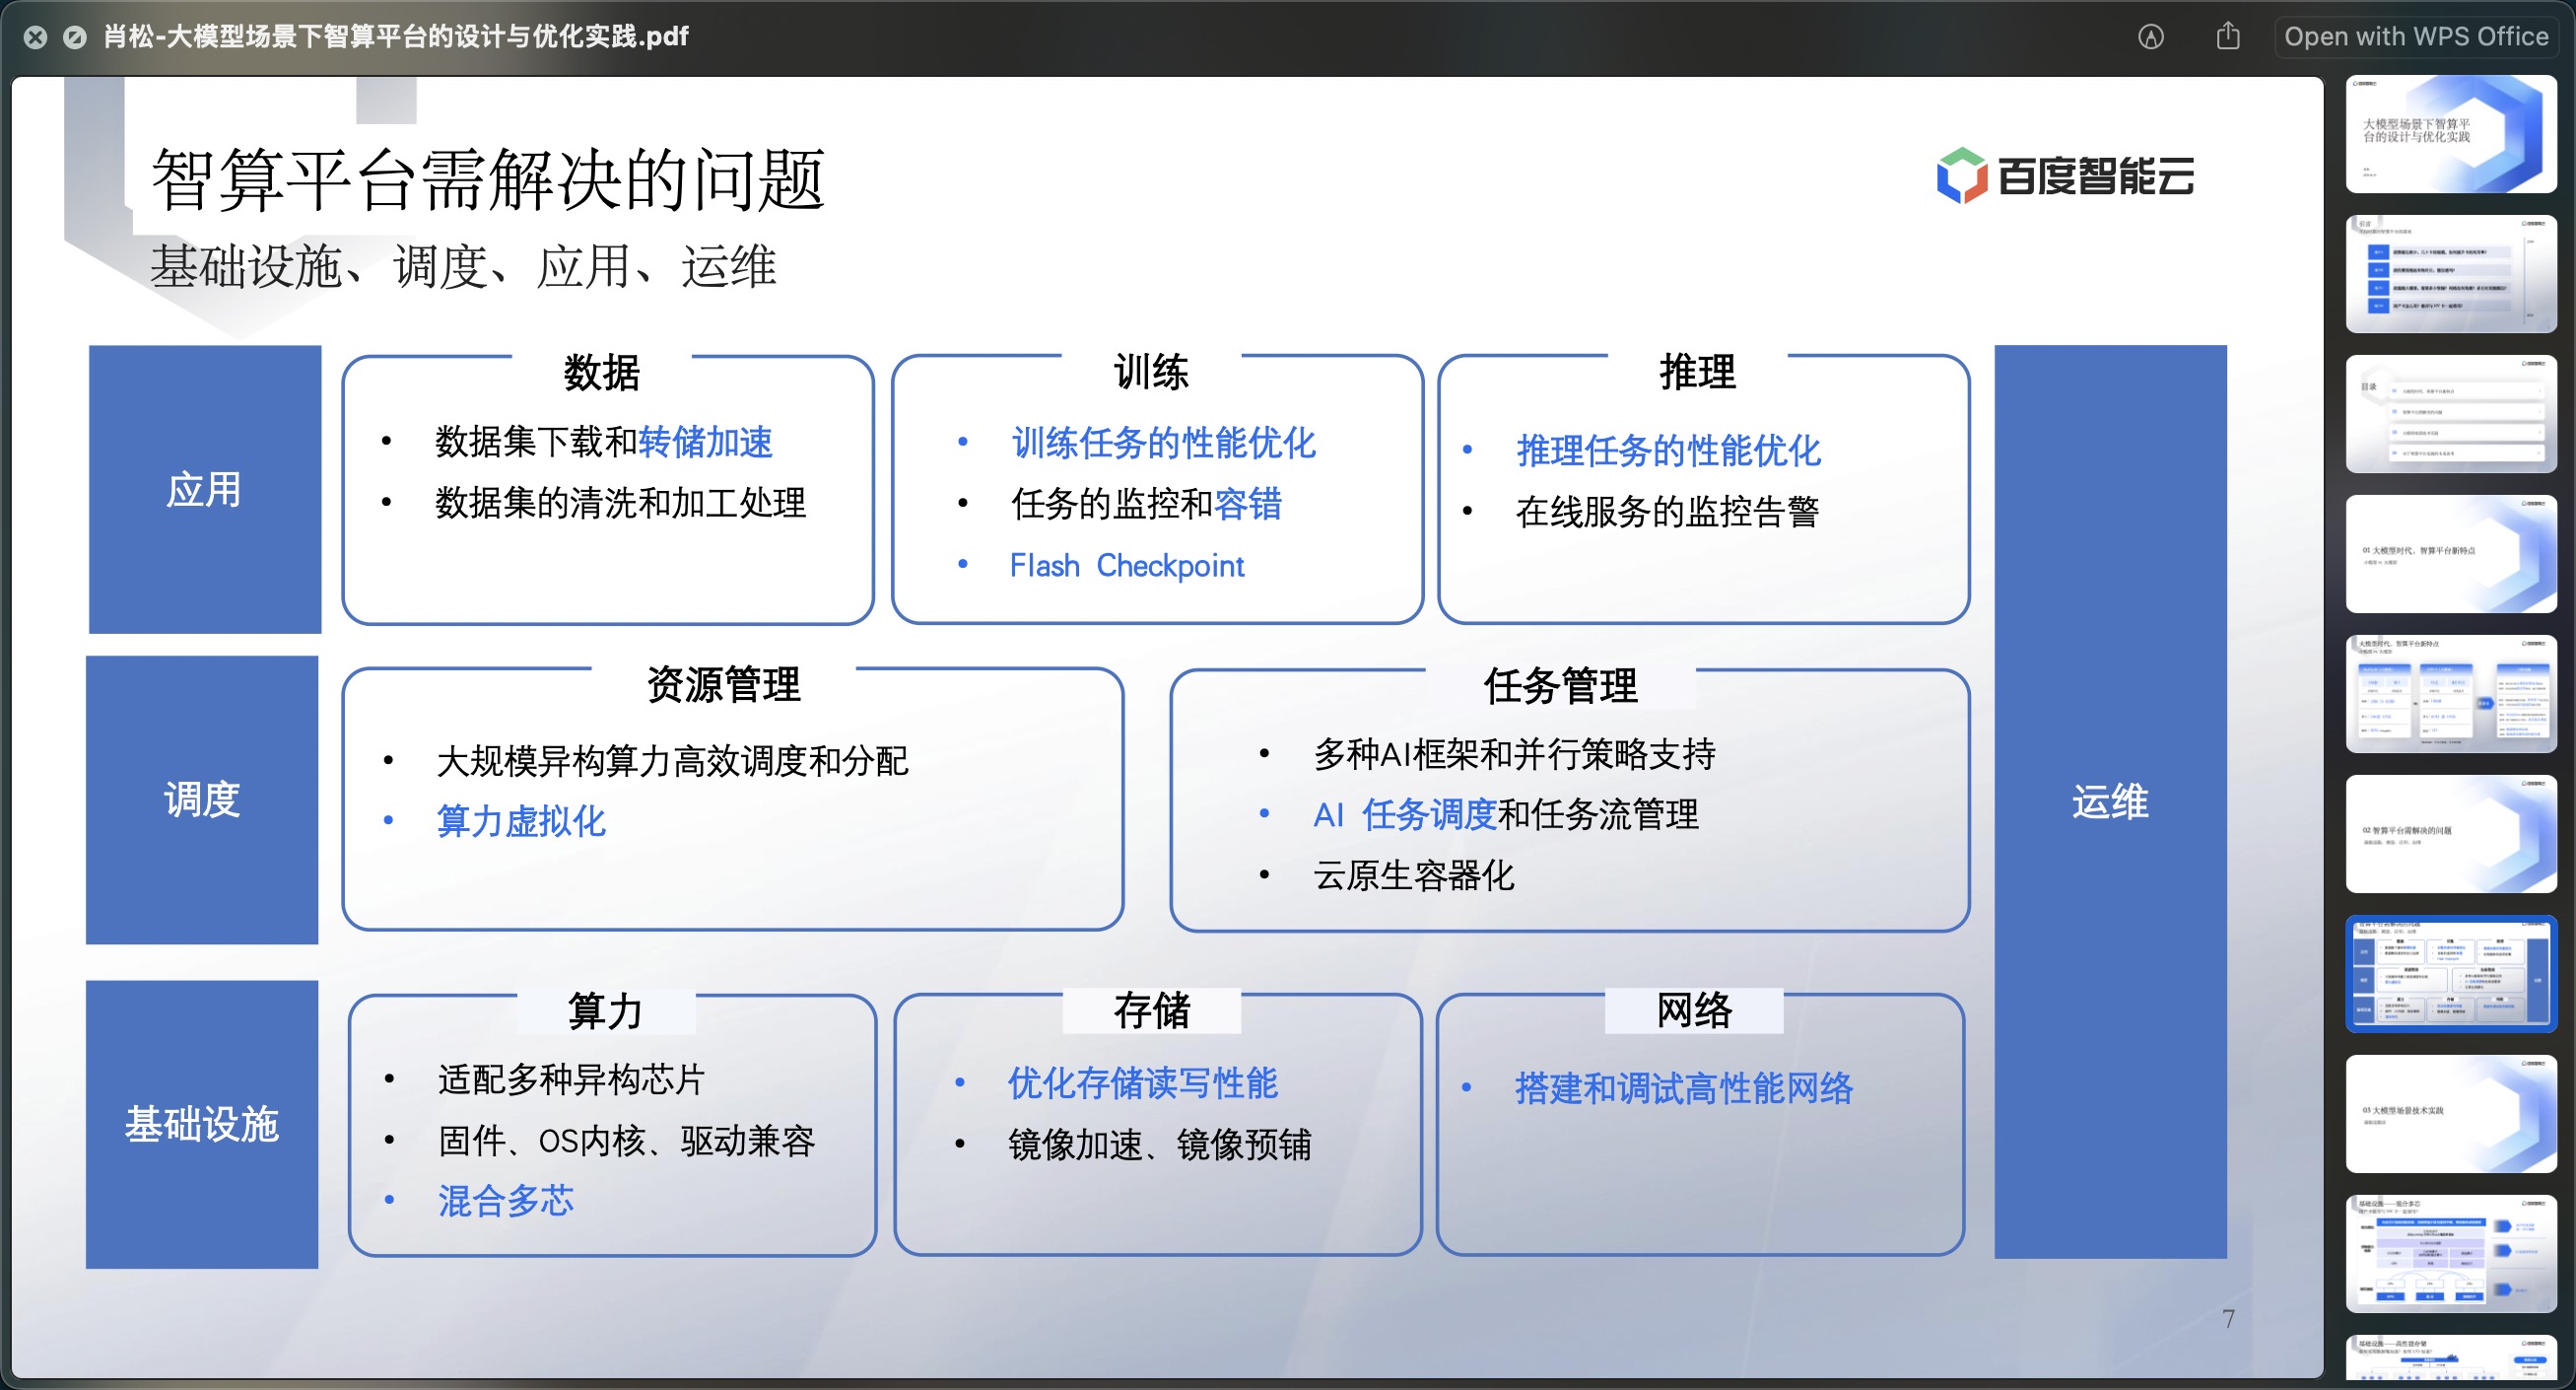 肖松-大模型场景下智算平台的设计与优化实践.pdf
Open with WPS Office
智算平台需解决的问题
百度智能云
基础设施、调度、应用、运维
应用
数据
数据集下载和转储加速
数据集的清洗和加工处理
训练
训练任务的性能优化
任务的监控和容错
Flash Checkpoint
推理
推理任务的性能优化
在线服务的监控告警
调度
资源管理
大规模异构算力高效调度和分配
算力虚拟化
任务管理
多种AI框架和并行策略支持
AI 任务调度和任务流管理
云原生容器化
基础设施
算力
适配多种异构芯片
固件、OS内核、驱动兼容
混合多芯
存储
优化存储读写性能
镜像加速、镜像预铺
网络
搭建和调试高性能网络
运维
7
大模型场景下智算平
台的设计与优化实践
目录
01 大模型时代，智算平台新特点
大模型时代，智算平台新特点
02 智算平台需解决的问题
03 大模型场景技术实践